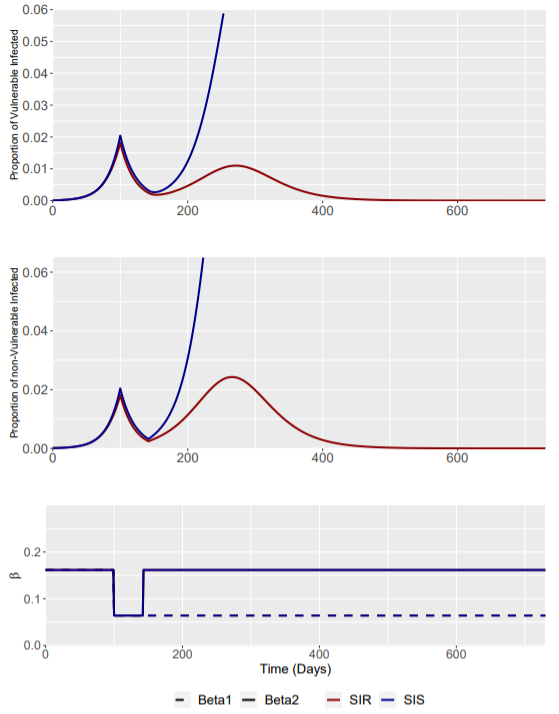 Proportion of Vulnerable Infected
0.06
0.05
0.04
0.03
0.02
0.01
0.00
0 200 400 600
Proportion of non-Vulnerable Infected
0.06
0.04
0.02
0.00
0 200 400 600
β
0.2
0.1
0.0
0 200 400 600
Time (Days)
Beta1 Beta2 SIR SIS